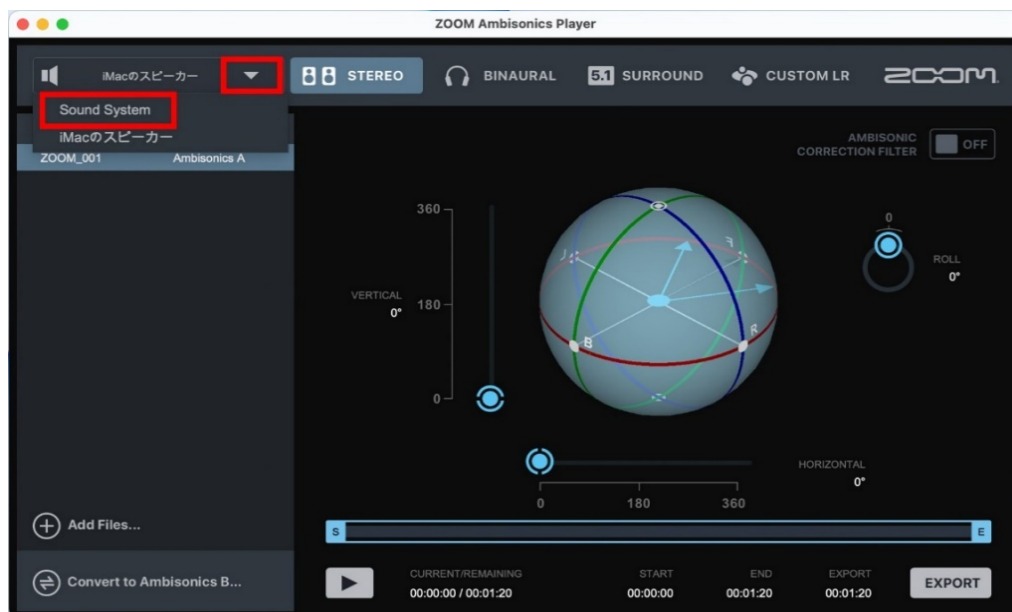 ZOOM Ambisonics Player
iMacのスピーカー
STEREO
BINAURAL
5.1 SURROUND
CUSTOM LR
ZOOM
Sound System
iMacのスピーカー
ZOOM_001 Ambisonics A
AMBISONIC
CORRECTION FILTER
OFF
360
VERTICAL
0°
180
0
L
F
B
R
0
ROLL
0°
HORIZONTAL
0°
0 180 360
Add Files...
S E
Convert to Ambisonics B...
CURRENT/REMAINING START END EXPORT
00:00:00 / 00:01:20 00:00:00 00:01:20 00:01:20
EXPORT